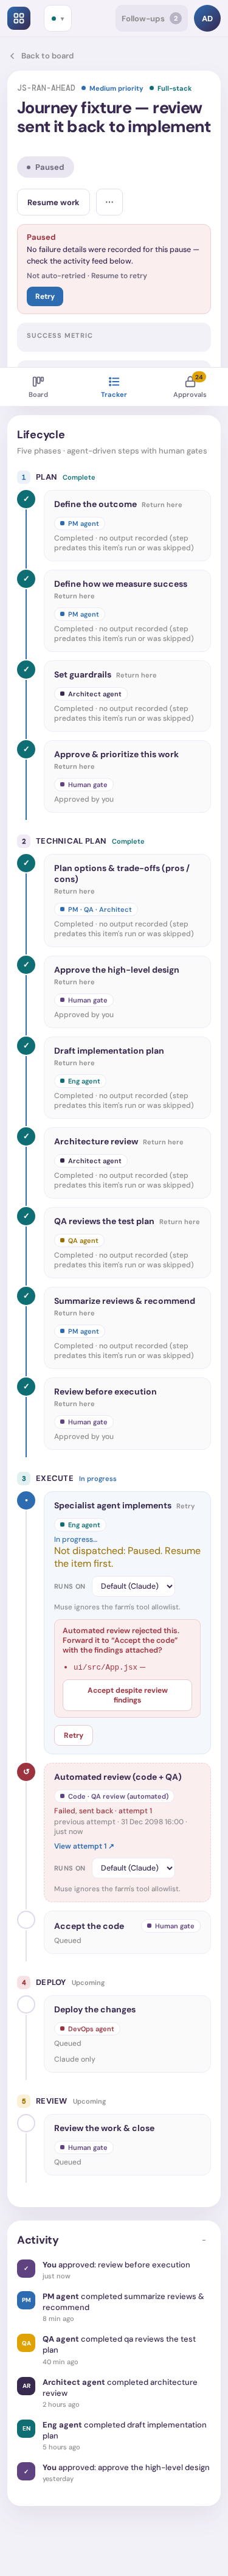 Follow-ups 2
AD
Back to board
JS-RAN-AHEAD Medium priority Full-stack
Journey fixture — review
sent it back to implement
Paused
Resume work ···
Paused
No failure details were recorded for this pause —
check the activity feed below.
Not auto-retried · Resume to retry
Retry
SUCCESS METRIC
24
Board Tracker Approvals
Lifecycle
Five phases · agent-driven steps with human gates
1 PLAN Complete
Define the outcome Return here
PM agent
Completed · no output recorded (step
predates this item's run or was skipped)
Define how we measure success
Return here
PM agent
Completed · no output recorded (step
predates this item's run or was skipped)
Set guardrails Return here
Architect agent
Completed · no output recorded (step
predates this item's run or was skipped)
Approve & prioritize this work
Return here
Human gate
Approved by you
2 TECHNICAL PLAN Complete
Plan options & trade-offs (pros /
cons)
Return here
PM · QA · Architect
Completed · no output recorded (step
predates this item's run or was skipped)
Approve the high-level design
Return here
Human gate
Approved by you
Draft implementation plan
Return here
Eng agent
Completed · no output recorded (step
predates this item's run or was skipped)
Architecture review Return here
Architect agent
Completed · no output recorded (step
predates this item's run or was skipped)
QA reviews the test plan Return here
QA agent
Completed · no output recorded (step
predates this item's run or was skipped)
Summarize reviews & recommend
Return here
PM agent
Completed · no output recorded (step
predates this item's run or was skipped)
Review before execution
Return here
Human gate
Approved by you
3 EXECUTE In progress
Specialist agent implements Retry
Eng agent
In progress…
Not dispatched: Paused. Resume
the item first.
RUNS ON Default (Claude)
Muse ignores the farm's tool allowlist.
Automated review rejected this.
Forward it to "Accept the code"
with the findings attached?
• ui/src/App.jsx —
Accept despite review
findings
Retry
Automated review (code + QA)
Code · QA review (automated)
Failed, sent back · attempt 1
previous attempt · 31 Dec 2098 16:00 ·
just now
View attempt 1 ↗
RUNS ON Default (Claude)
Muse ignores the farm's tool allowlist.
Accept the code Human gate
Queued
4 DEPLOY Upcoming
Deploy the changes
DevOps agent
Queued
Claude only
5 REVIEW Upcoming
Review the work & close
Human gate
Queued
Activity
You approved: review before execution
just now
PM PM agent completed summarize reviews &
recommend
8 min ago
QA QA agent completed qa reviews the test
plan
40 min ago
AR Architect agent completed architecture
review
2 hours ago
EN Eng agent completed draft implementation
plan
5 hours ago
You approved: approve the high-level design
yesterday